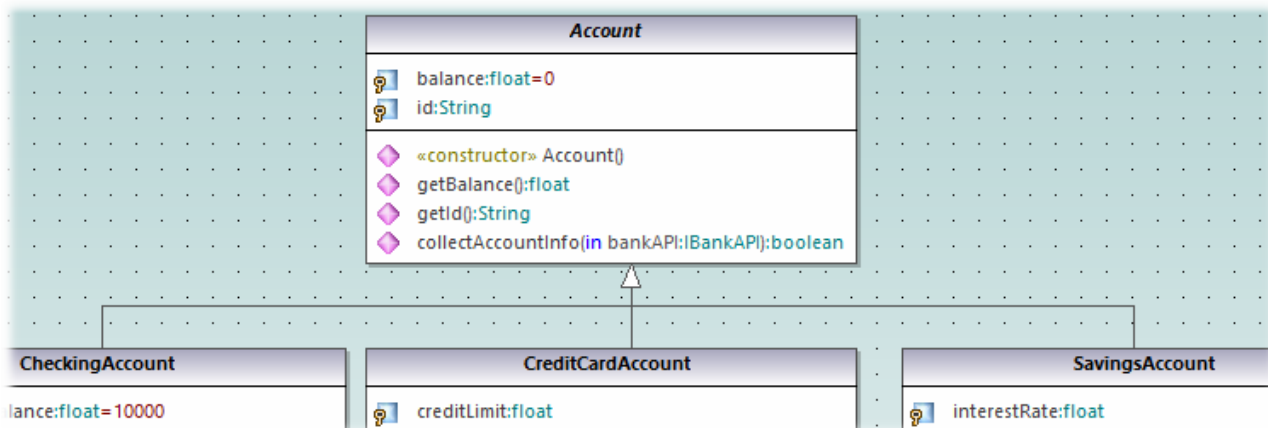 Account
balance:float=0
id:String
«constructor» Account()
getBalance():float
getId():String
collectAccountInfo(in bankAPI:IBankAPI):boolean
CheckingAccount
lance:float=10000
CreditCardAccount
creditLimit:float
SavingsAccount
interestRate:float